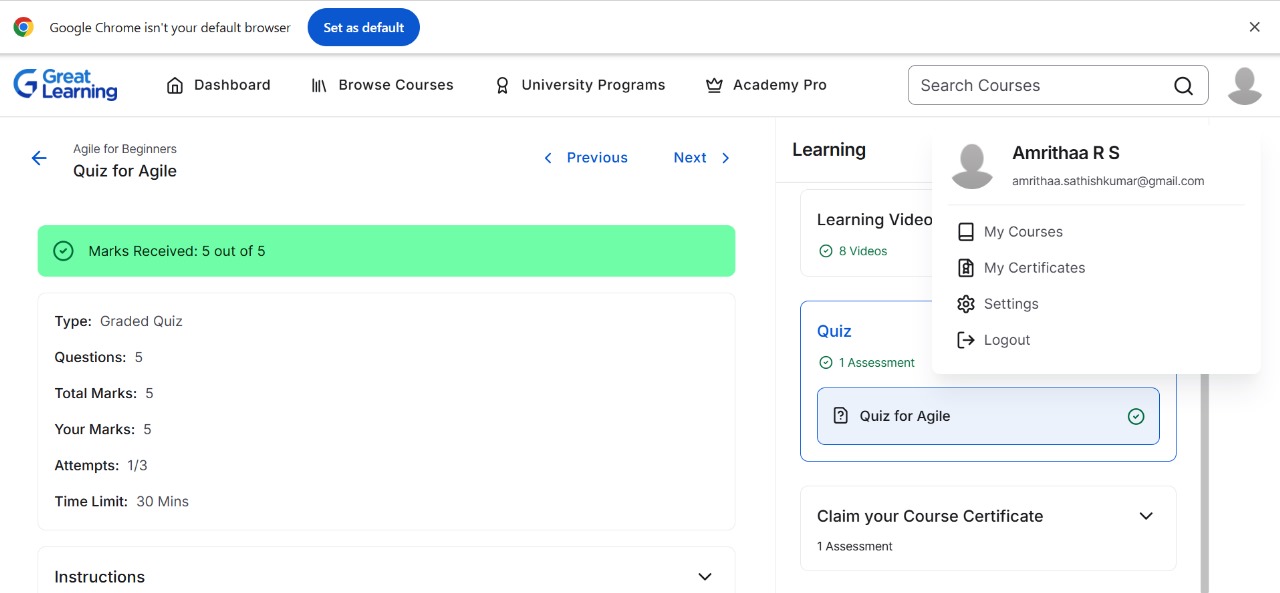 Google Chrome isn't your default browser
Set as default
Great Learning
Dashboard
Browse Courses
University Programs
Academy Pro
Search Courses
Agile for Beginners
Quiz for Agile
Previous
Next
Marks Received: 5 out of 5
Type: Graded Quiz
Questions: 5
Total Marks: 5
Your Marks: 5
Attempts: 1/3
Time Limit: 30 Mins
Instructions
Learning
Learning Video
8 Videos
Quiz
1 Assessment
Quiz for Agile
Claim your Course Certificate
1 Assessment
Amrithaa R S
amrithaa.sathishkumar@gmail.com
My Courses
My Certificates
Settings
Logout